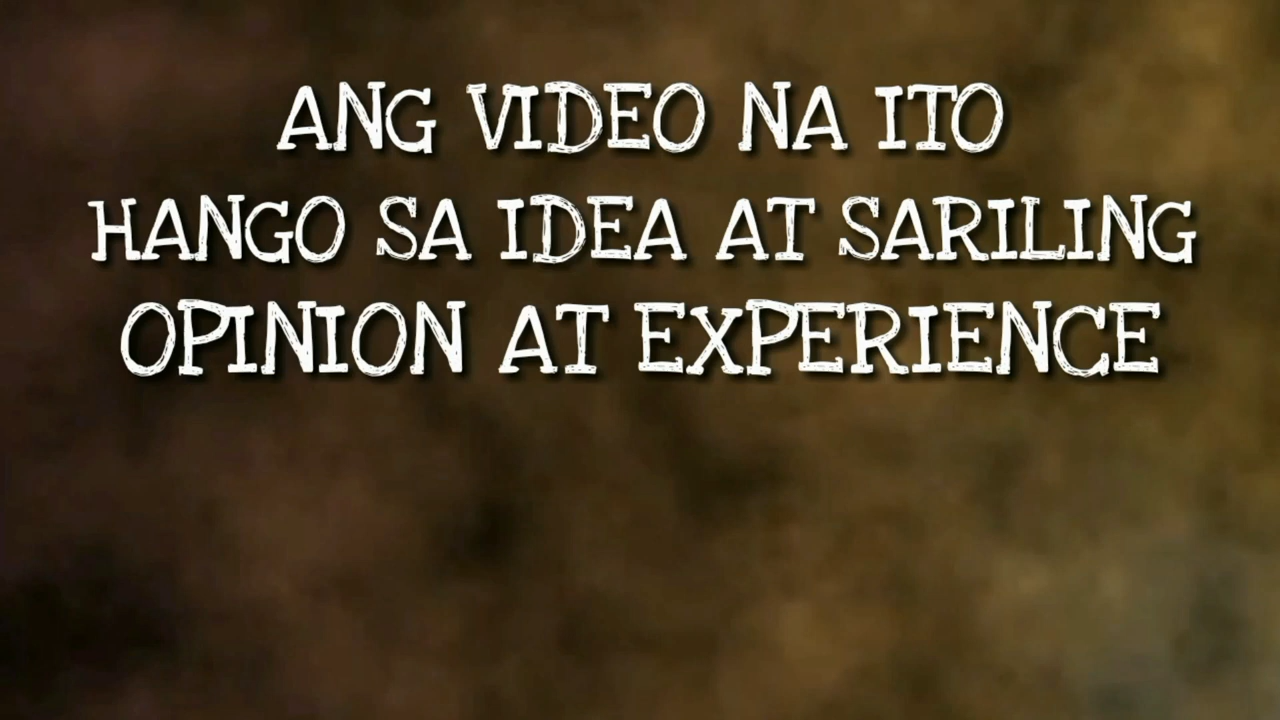 ANG VIDEO NA ITO
HANGO SA IDEA AT SARILING
OPINION AT EXPERIENCE